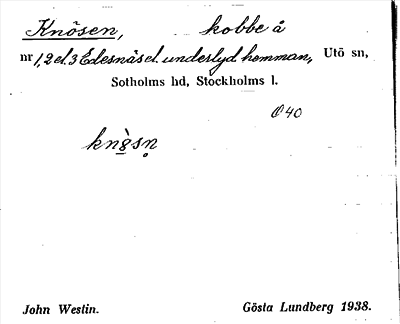 Knösen, kobbe å
nr 1, 2 el. 3 Edesnäs el. underlyd. hemman, Utö sn,
Sotholms hd, Stockholms l.
Ö 40
John Westin. Gösta Lundberg 1938.